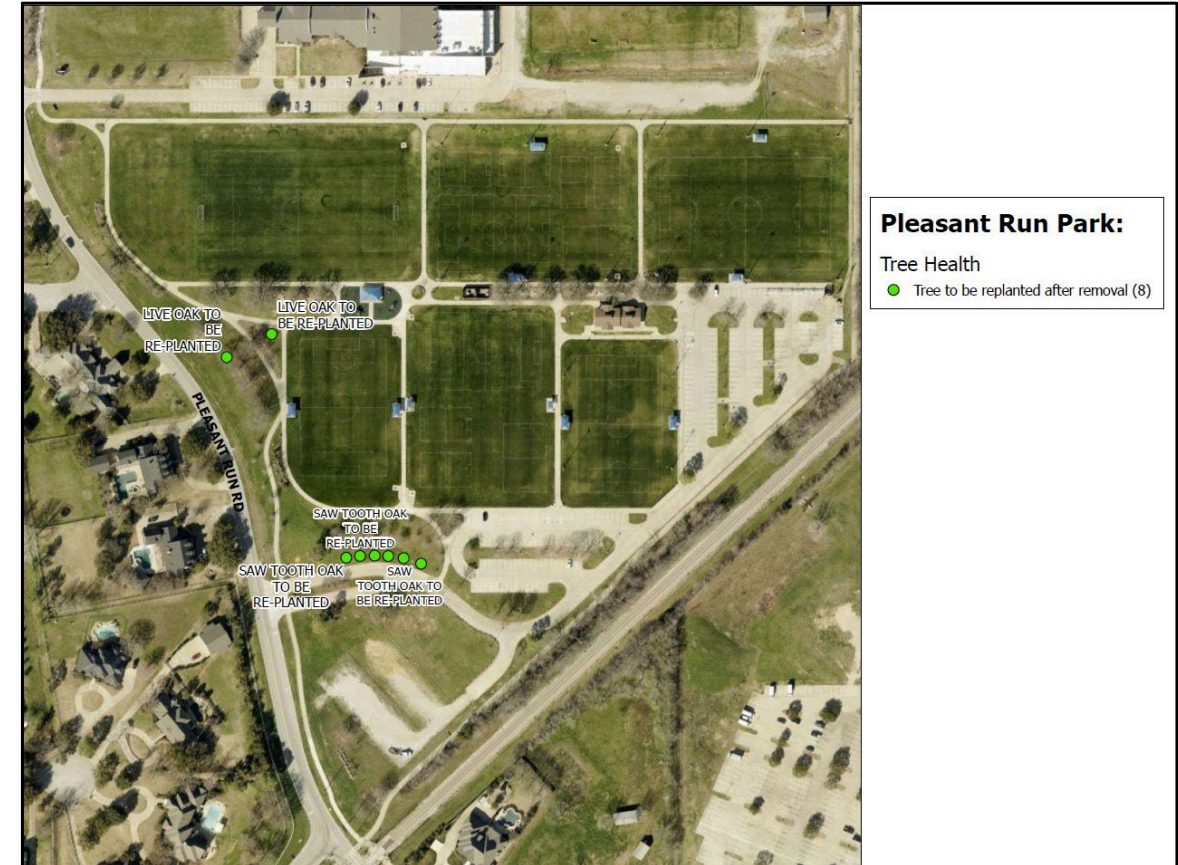 Pleasant Run Park:
Tree Health
Tree to be replanted after removal (8)
LIVE OAK TO
BE
RE-PLANTED
LIVE OAK TO
BE RE-PLANTED
PLEASANT RUN RD
SAW TOOTH OAK
TO BE
RE-PLANTED
SAW TOOTH OAK
TO BE
RE-PLANTED
SAW
TOOTH OAK TO
BE RE-PLANTED